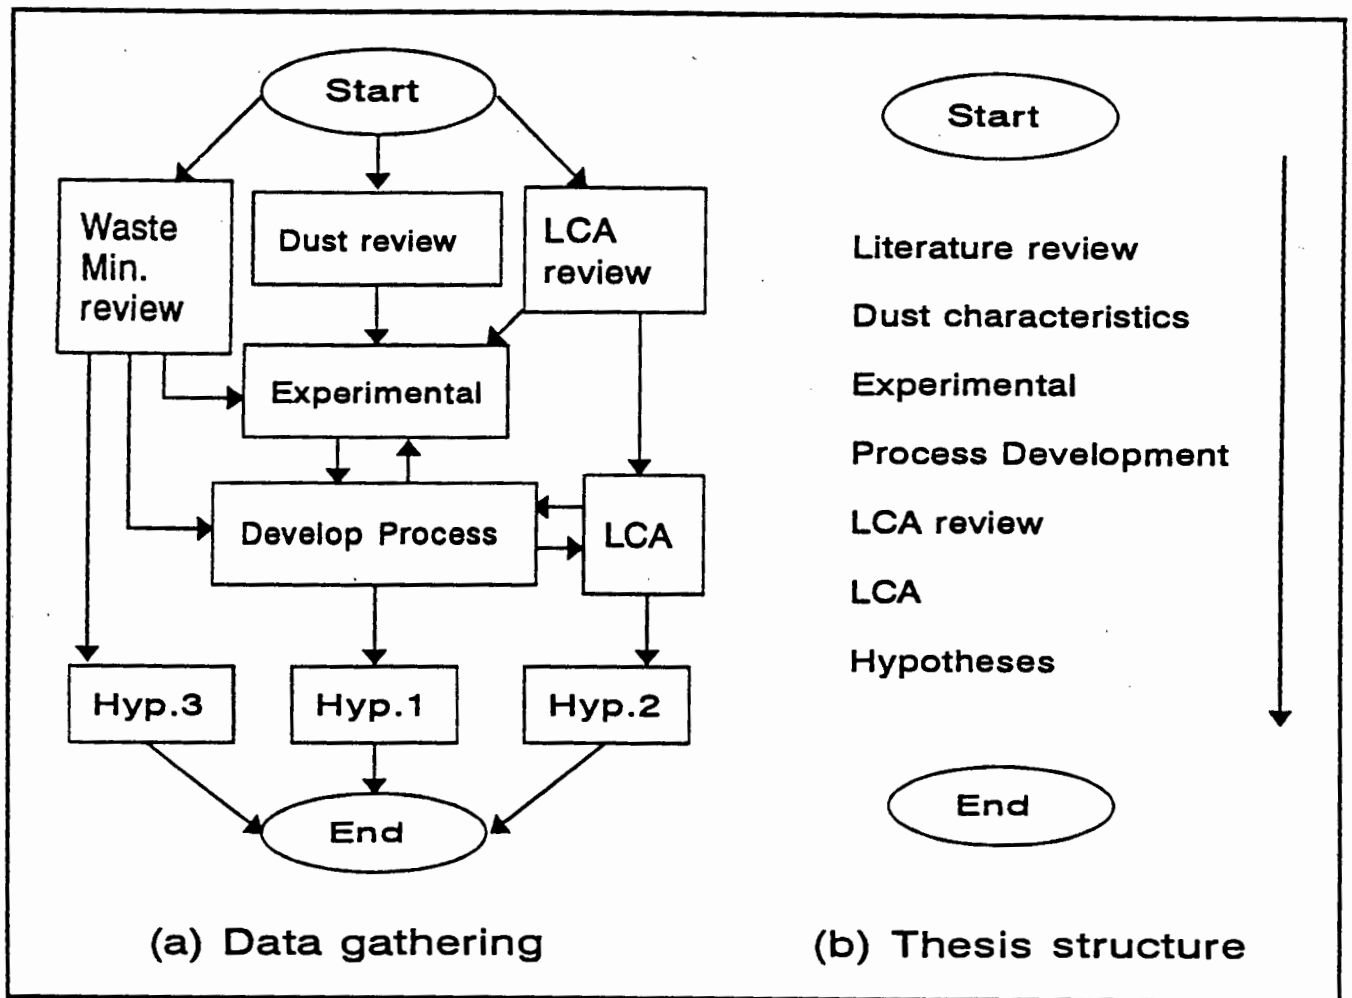 Start
Waste
Min.
review
Dust review
LCA
review
Experimental
Develop Process
LCA
Hyp.3
Hyp.1
Hyp.2
End
(a) Data gathering
Start
Literature review
Dust characteristics
Experimental
Process Development
LCA review
LCA
Hypotheses
End
(b) Thesis structure